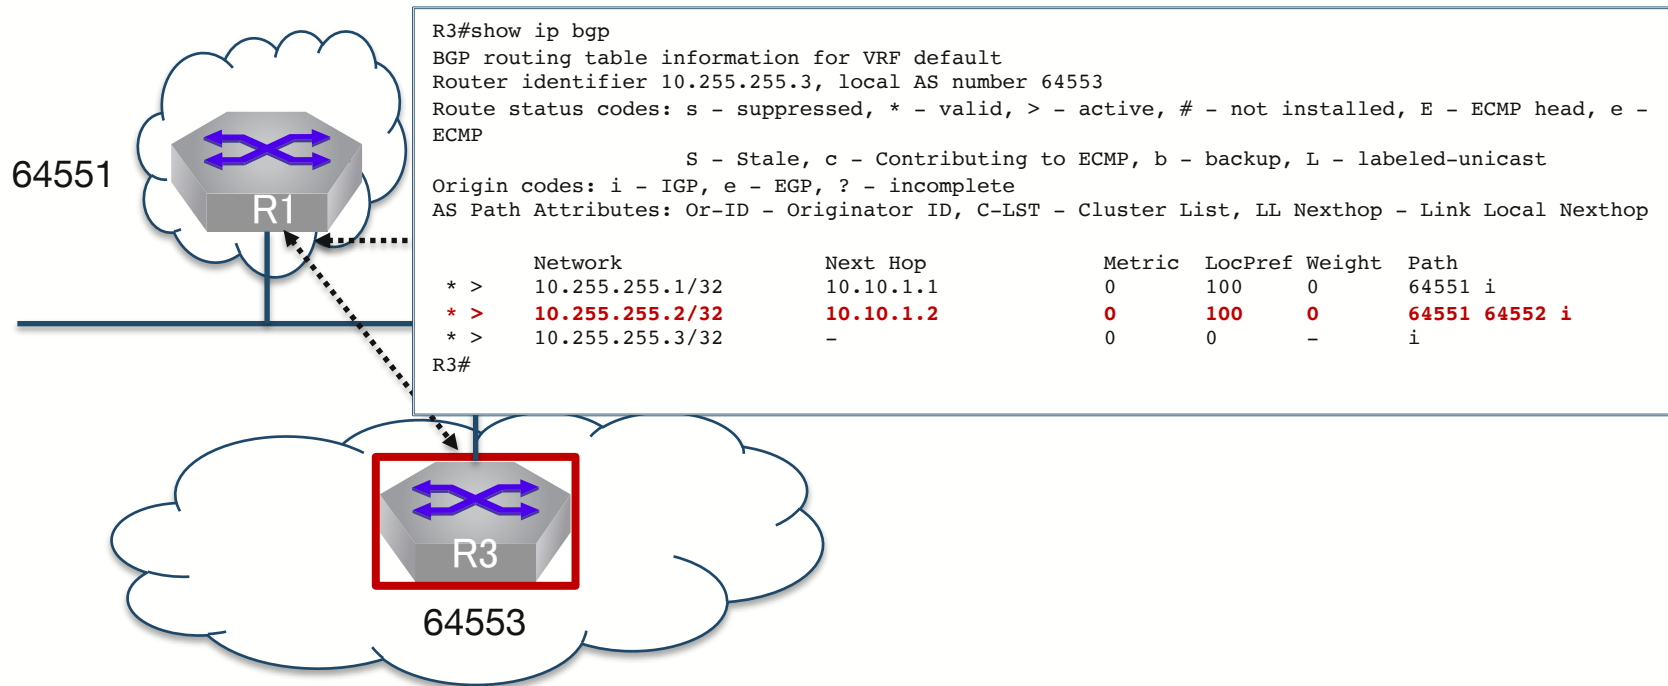 R3#show ip bgp
BGP routing table information for VRF default
Router identifier 10.255.255.3, local AS number 64553
Route status codes: s – suppressed, * – valid, > – active, # – not installed, E – ECMP head, e –
ECMP
S – Stale, c – Contributing to ECMP, b – backup, L – labeled-unicast
Origin codes: i – IGP, e – EGP, ? – incomplete
AS Path Attributes: Or-ID – Originator ID, C-LST – Cluster List, LL Nexthop – Link Local Nexthop
Network Next Hop Metric LocPref Weight Path
* > 10.255.255.1/32 10.10.1.1 0 100 0 64551 i
* > 10.255.255.2/32 10.10.1.2 0 100 0 64551 64552 i
* > 10.255.255.3/32 – 0 0 – i
R3#
64551
R1
R3
64553